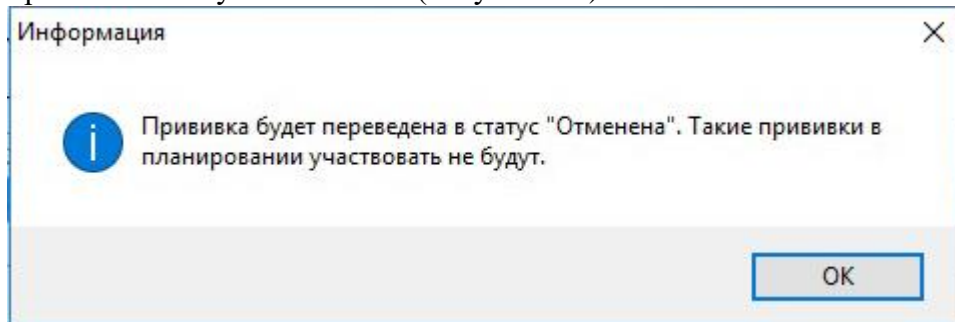 Информация
Прививка будет переведена в статус "Отменена". Такие прививки в
планировании участвовать не будут.
OK